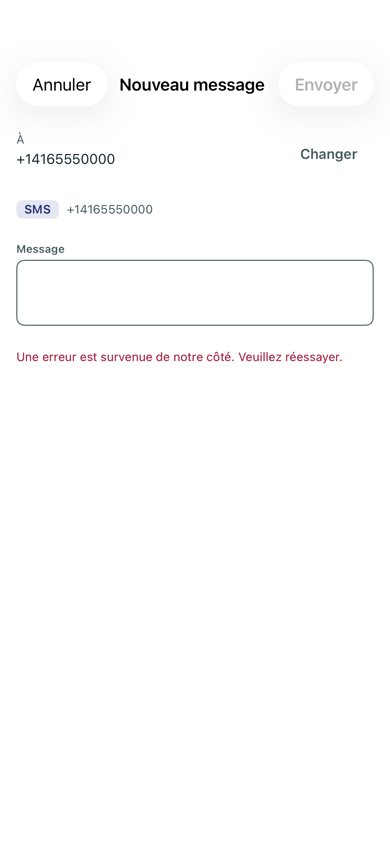 Annuler Nouveau message Envoyer
À
+14165550000
Changer
SMS +14165550000
Message
Une erreur est survenue de notre côté. Veuillez réessayer.